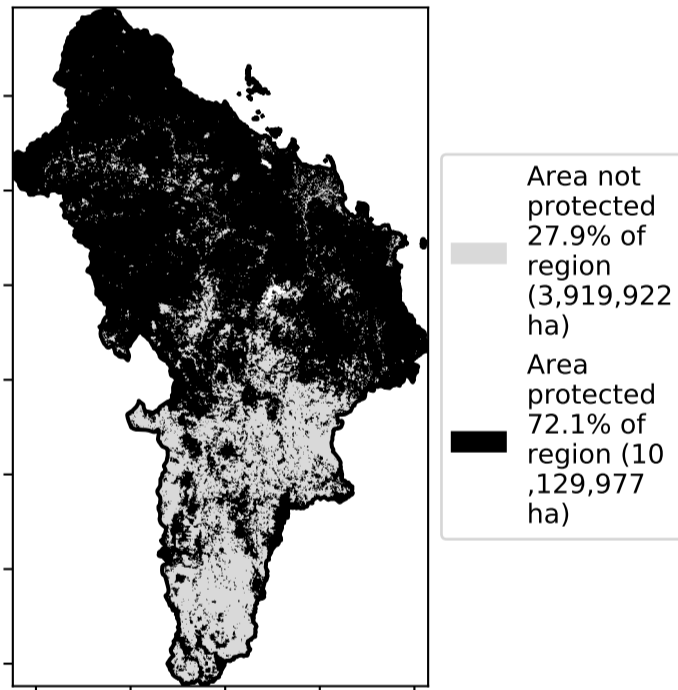 Area not
protected
27.9% of
region
(3,919,922
ha)
Area
protected
72.1% of
region (10
,129,977
ha)